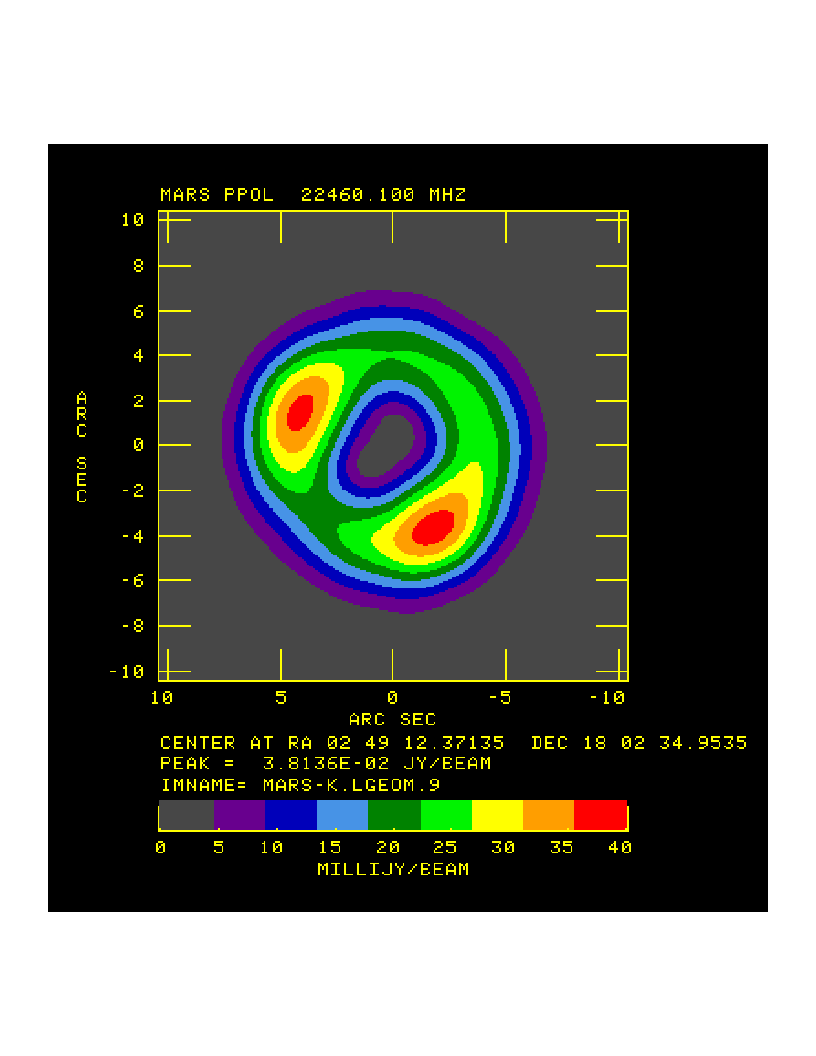 MARS PPOL  22460.100 MHZ
10
8
6
4
2
0
-2
-4
-6
-8
-10
ARC SEC
10 5 0 -5 -10
ARC SEC
CENTER AT RA 02 49 12.37135  DEC 18 02 34.9535
PEAK =  3.8136E-02 JY/BEAM
IMNAME= MARS-K.LGEOM.9
0 5 10 15 20 25 30 35 40
MILLIJY/BEAM